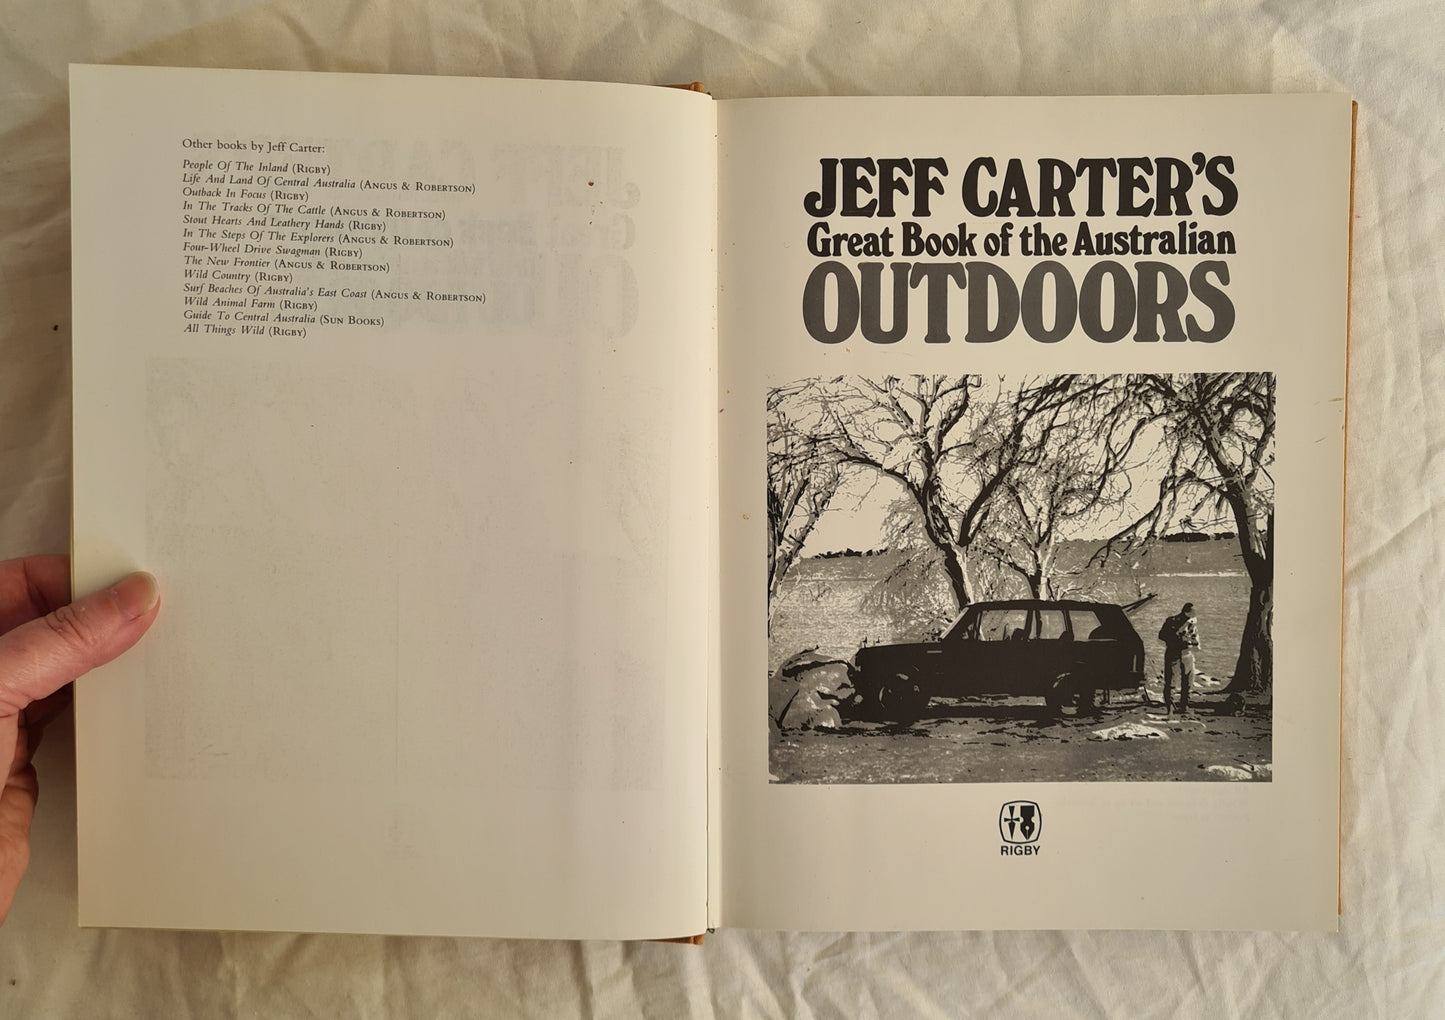 Other books by Jeff Carter:
People Of The Inland (RIGBY)
Life And Land Of Central Australia (ANGUS & ROBERTSON)
Outback In Focus (RIGBY)
In The Tracks Of The Cattle (ANGUS & ROBERTSON)
Stout Hearts And Leathery Hands (RIGBY)
In The Steps Of The Explorers (ANGUS & ROBERTSON)
Four-Wheel Drive Swagman (RIGBY)
The New Frontier (ANGUS & ROBERTSON)
Wild Country (RIGBY)
Surf Beaches Of Australia's East Coast (ANGUS & ROBERTSON)
Wild Animal Farm (RIGBY)
Guide To Central Australia (SUN BOOKS)
All Things Wild (RIGBY)
JEFF CARTER'S
Great Book of the Australian
OUTDOORS
RIGBY